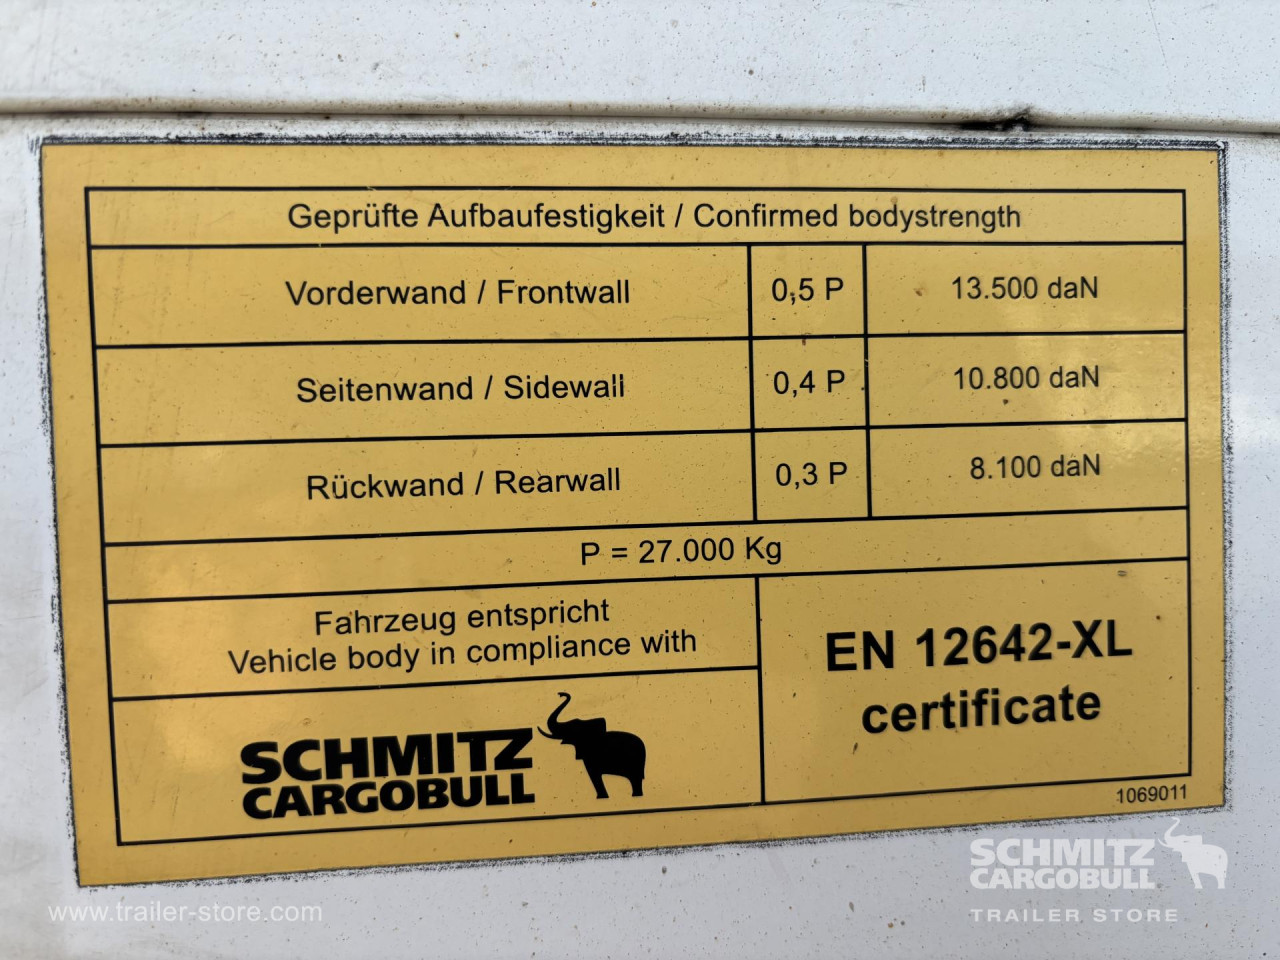 Geprüfte Aufbaufestigkeit / Confirmed bodystrength
Vorderwand / Frontwall 0,5 P 13.500 daN
Seitenwand / Sidewall 0,4 P 10.800 daN
Rückwand / Rearwall 0,3 P 8.100 daN
P = 27.000 Kg
Fahrzeug entspricht
Vehicle body in compliance with
EN 12642-XL
certificate
SCHMITZ
CARGOBULL
1069011
SCHMITZ
CARGOBULL
TRAILER STORE
www.trailer-store.com